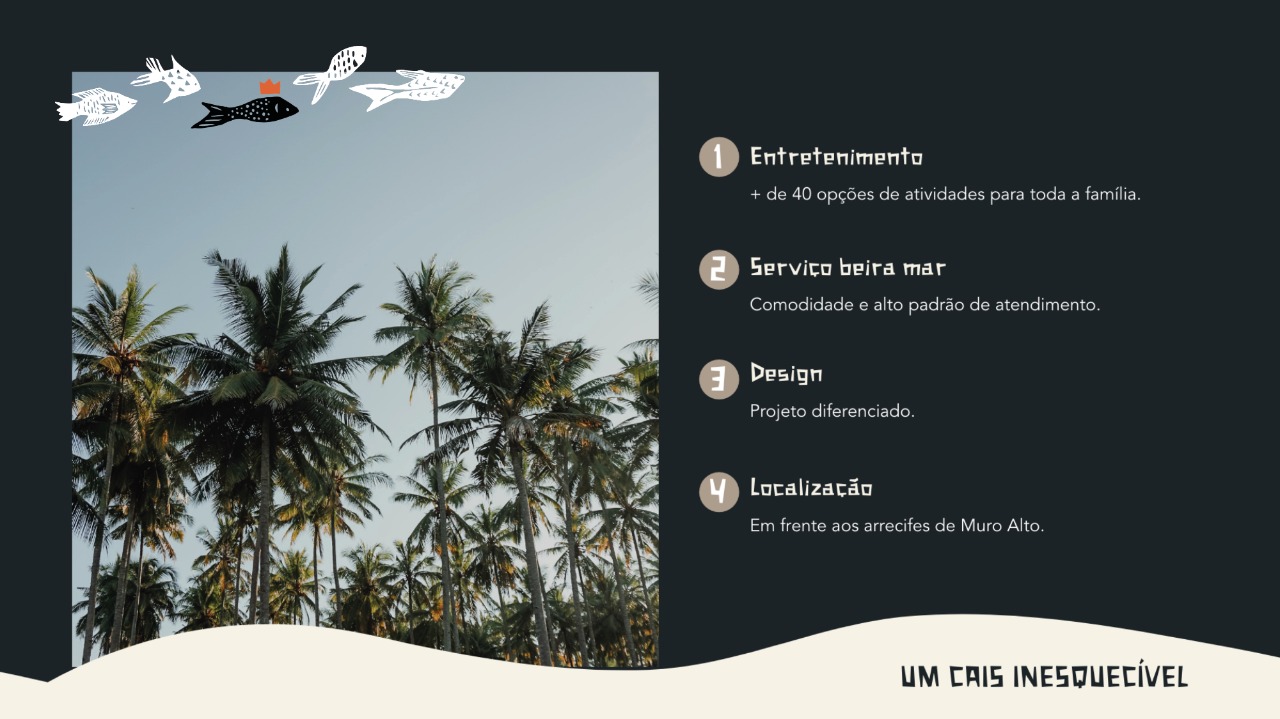 1 Entretenimento
+ de 40 opções de atividades para toda a família.
2 Serviço beira mar
Comodidade e alto padrão de atendimento.
3 Design
Projeto diferenciado.
4 Localização
Em frente aos arrecifes de Muro Alto.
UM CAIS INESQUECÍVEL